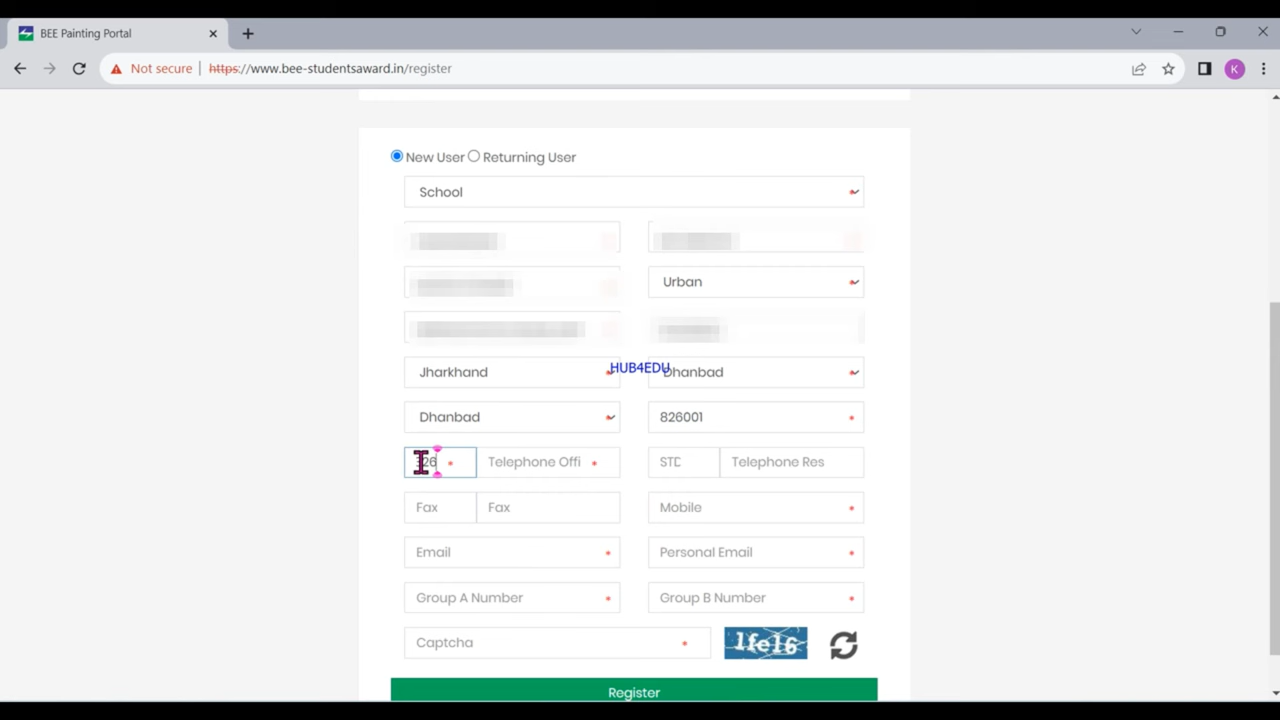 BEE Painting Portal
Not secure https://www.bee-studentsaward.in/register K
New User Returning User
School
Urban
HUB4EDU
Jharkhand Dhanbad
Dhanbad 826001
Telephone Offi STD Telephone Res
Fax Fax Mobile
Email Personal Email
Group A Number Group B Number
Captcha 1fe16
Register